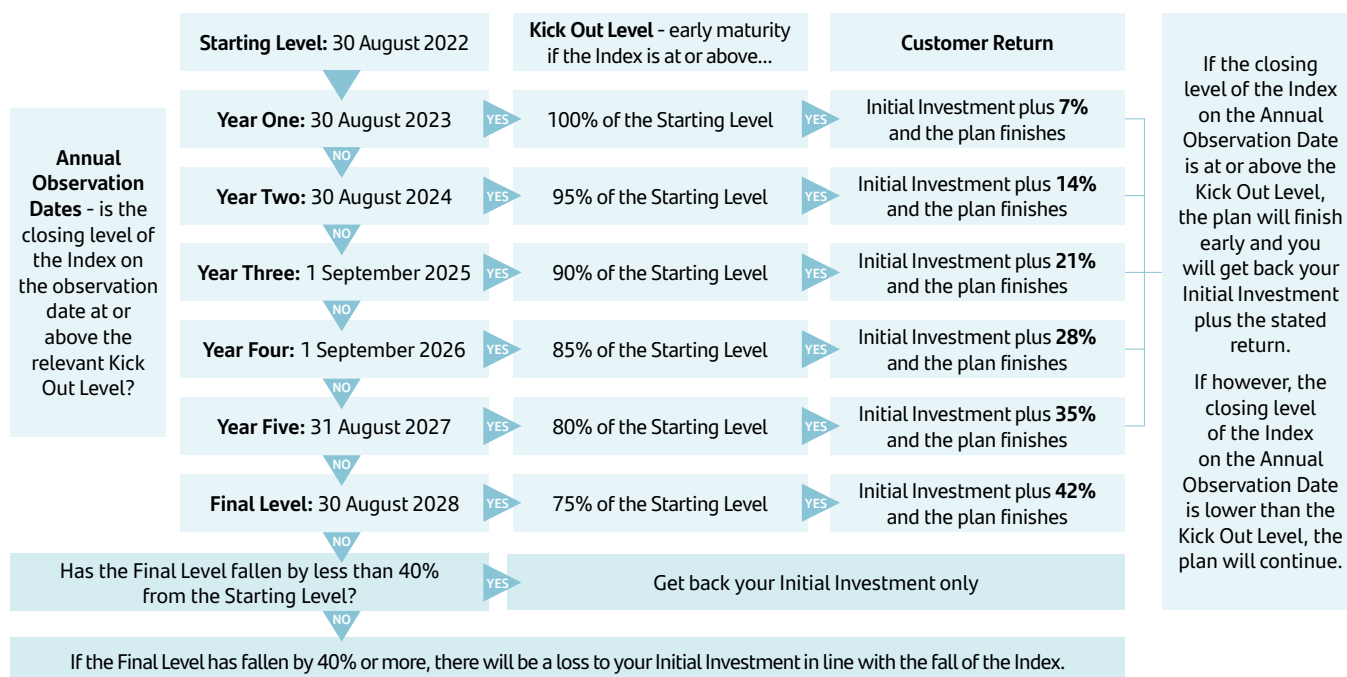 Starting Level: 30 August 2022
Kick Out Level - early maturity
if the Index is at or above...
Customer Return
Annual
Observation
Dates - is the
closing level of
the Index on
the observation
date at or
above the
relevant Kick
Out Level?
Year One: 30 August 2023
YES
100% of the Starting Level
YES
Initial Investment plus 7%
and the plan finishes
NO
Year Two: 30 August 2024
YES
95% of the Starting Level
YES
Initial Investment plus 14%
and the plan finishes
NO
Year Three: 1 September 2025
YES
90% of the Starting Level
YES
Initial Investment plus 21%
and the plan finishes
NO
Year Four: 1 September 2026
YES
85% of the Starting Level
YES
Initial Investment plus 28%
and the plan finishes
NO
Year Five: 31 August 2027
YES
80% of the Starting Level
YES
Initial Investment plus 35%
and the plan finishes
NO
Final Level: 30 August 2028
YES
75% of the Starting Level
YES
Initial Investment plus 42%
and the plan finishes
NO
Has the Final Level fallen by less than 40%
from the Starting Level?
YES
Get back your Initial Investment only
NO
If the Final Level has fallen by 40% or more, there will be a loss to your Initial Investment in line with the fall of the Index.
If the closing
level of the Index
on the Annual
Observation Date
is at or above the
Kick Out Level,
the plan will finish
early and you
will get back your
Initial Investment
plus the stated
return.
If however, the
closing level
of the Index
on the Annual
Observation Date
is lower than the
Kick Out Level, the
plan will continue.